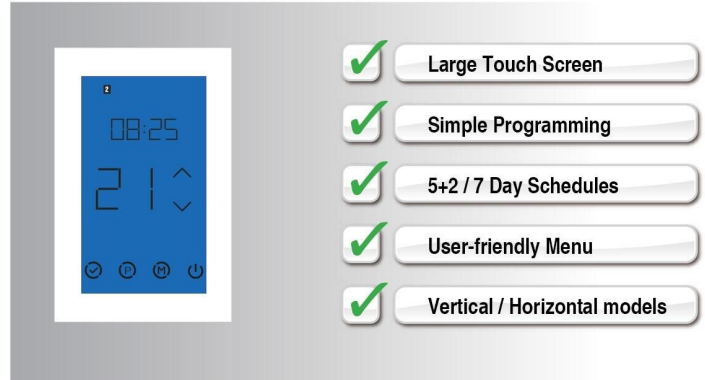 2
08:25
21
P M
Large Touch Screen
Simple Programming
5+2 / 7 Day Schedules
User-friendly Menu
Vertical / Horizontal models